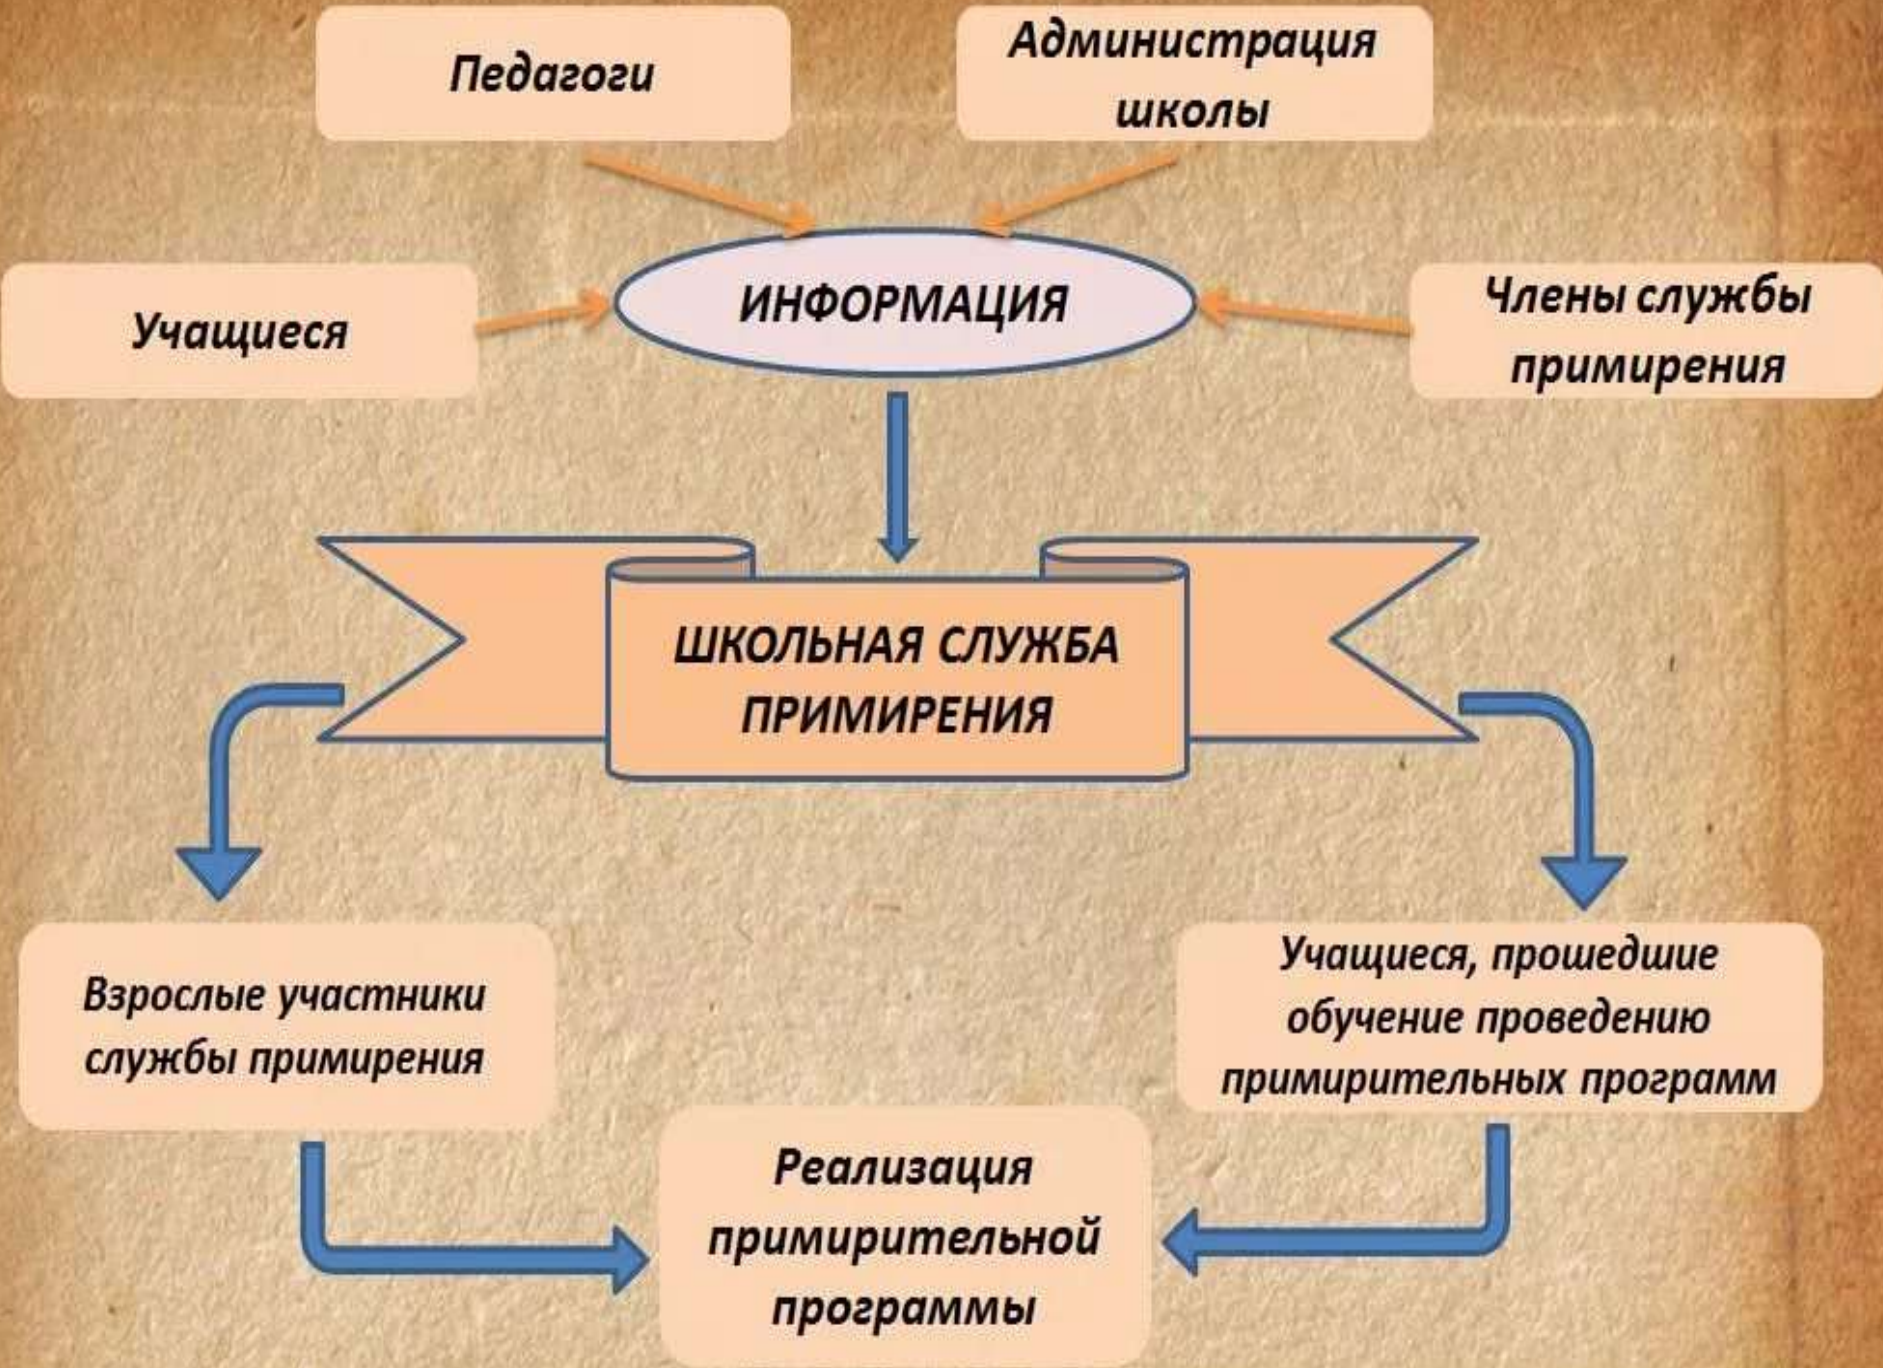 Педагоги
Администрация
школы
Учащиеся
ИНФОРМАЦИЯ
Члены службы
примирения
ШКОЛЬНАЯ СЛУЖБА
ПРИМИРЕНИЯ
Взрослые участники
службы примирения
Учащиеся, прошедшие
обучение проведению
примирительных программ
Реализация
примирительной
программы